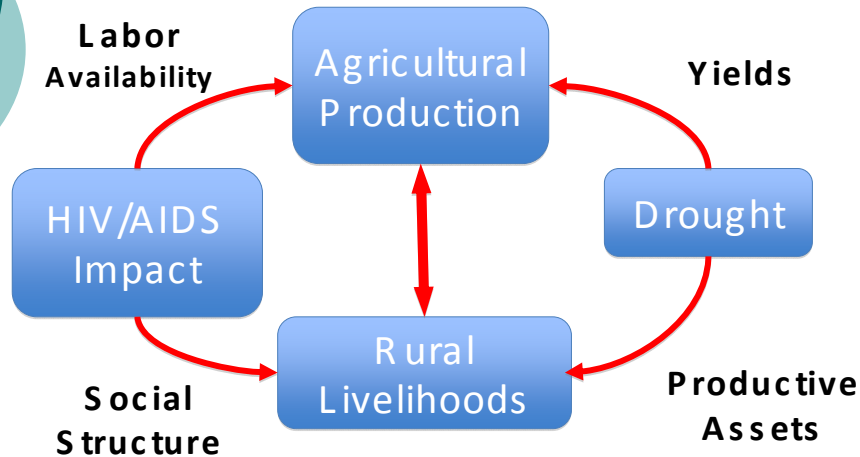 Labor
Availability
Agricultural
Production
Yields
HIV/AIDS
Impact
Drought
Rural
Livelihoods
Social
Structure
Productive
Assets